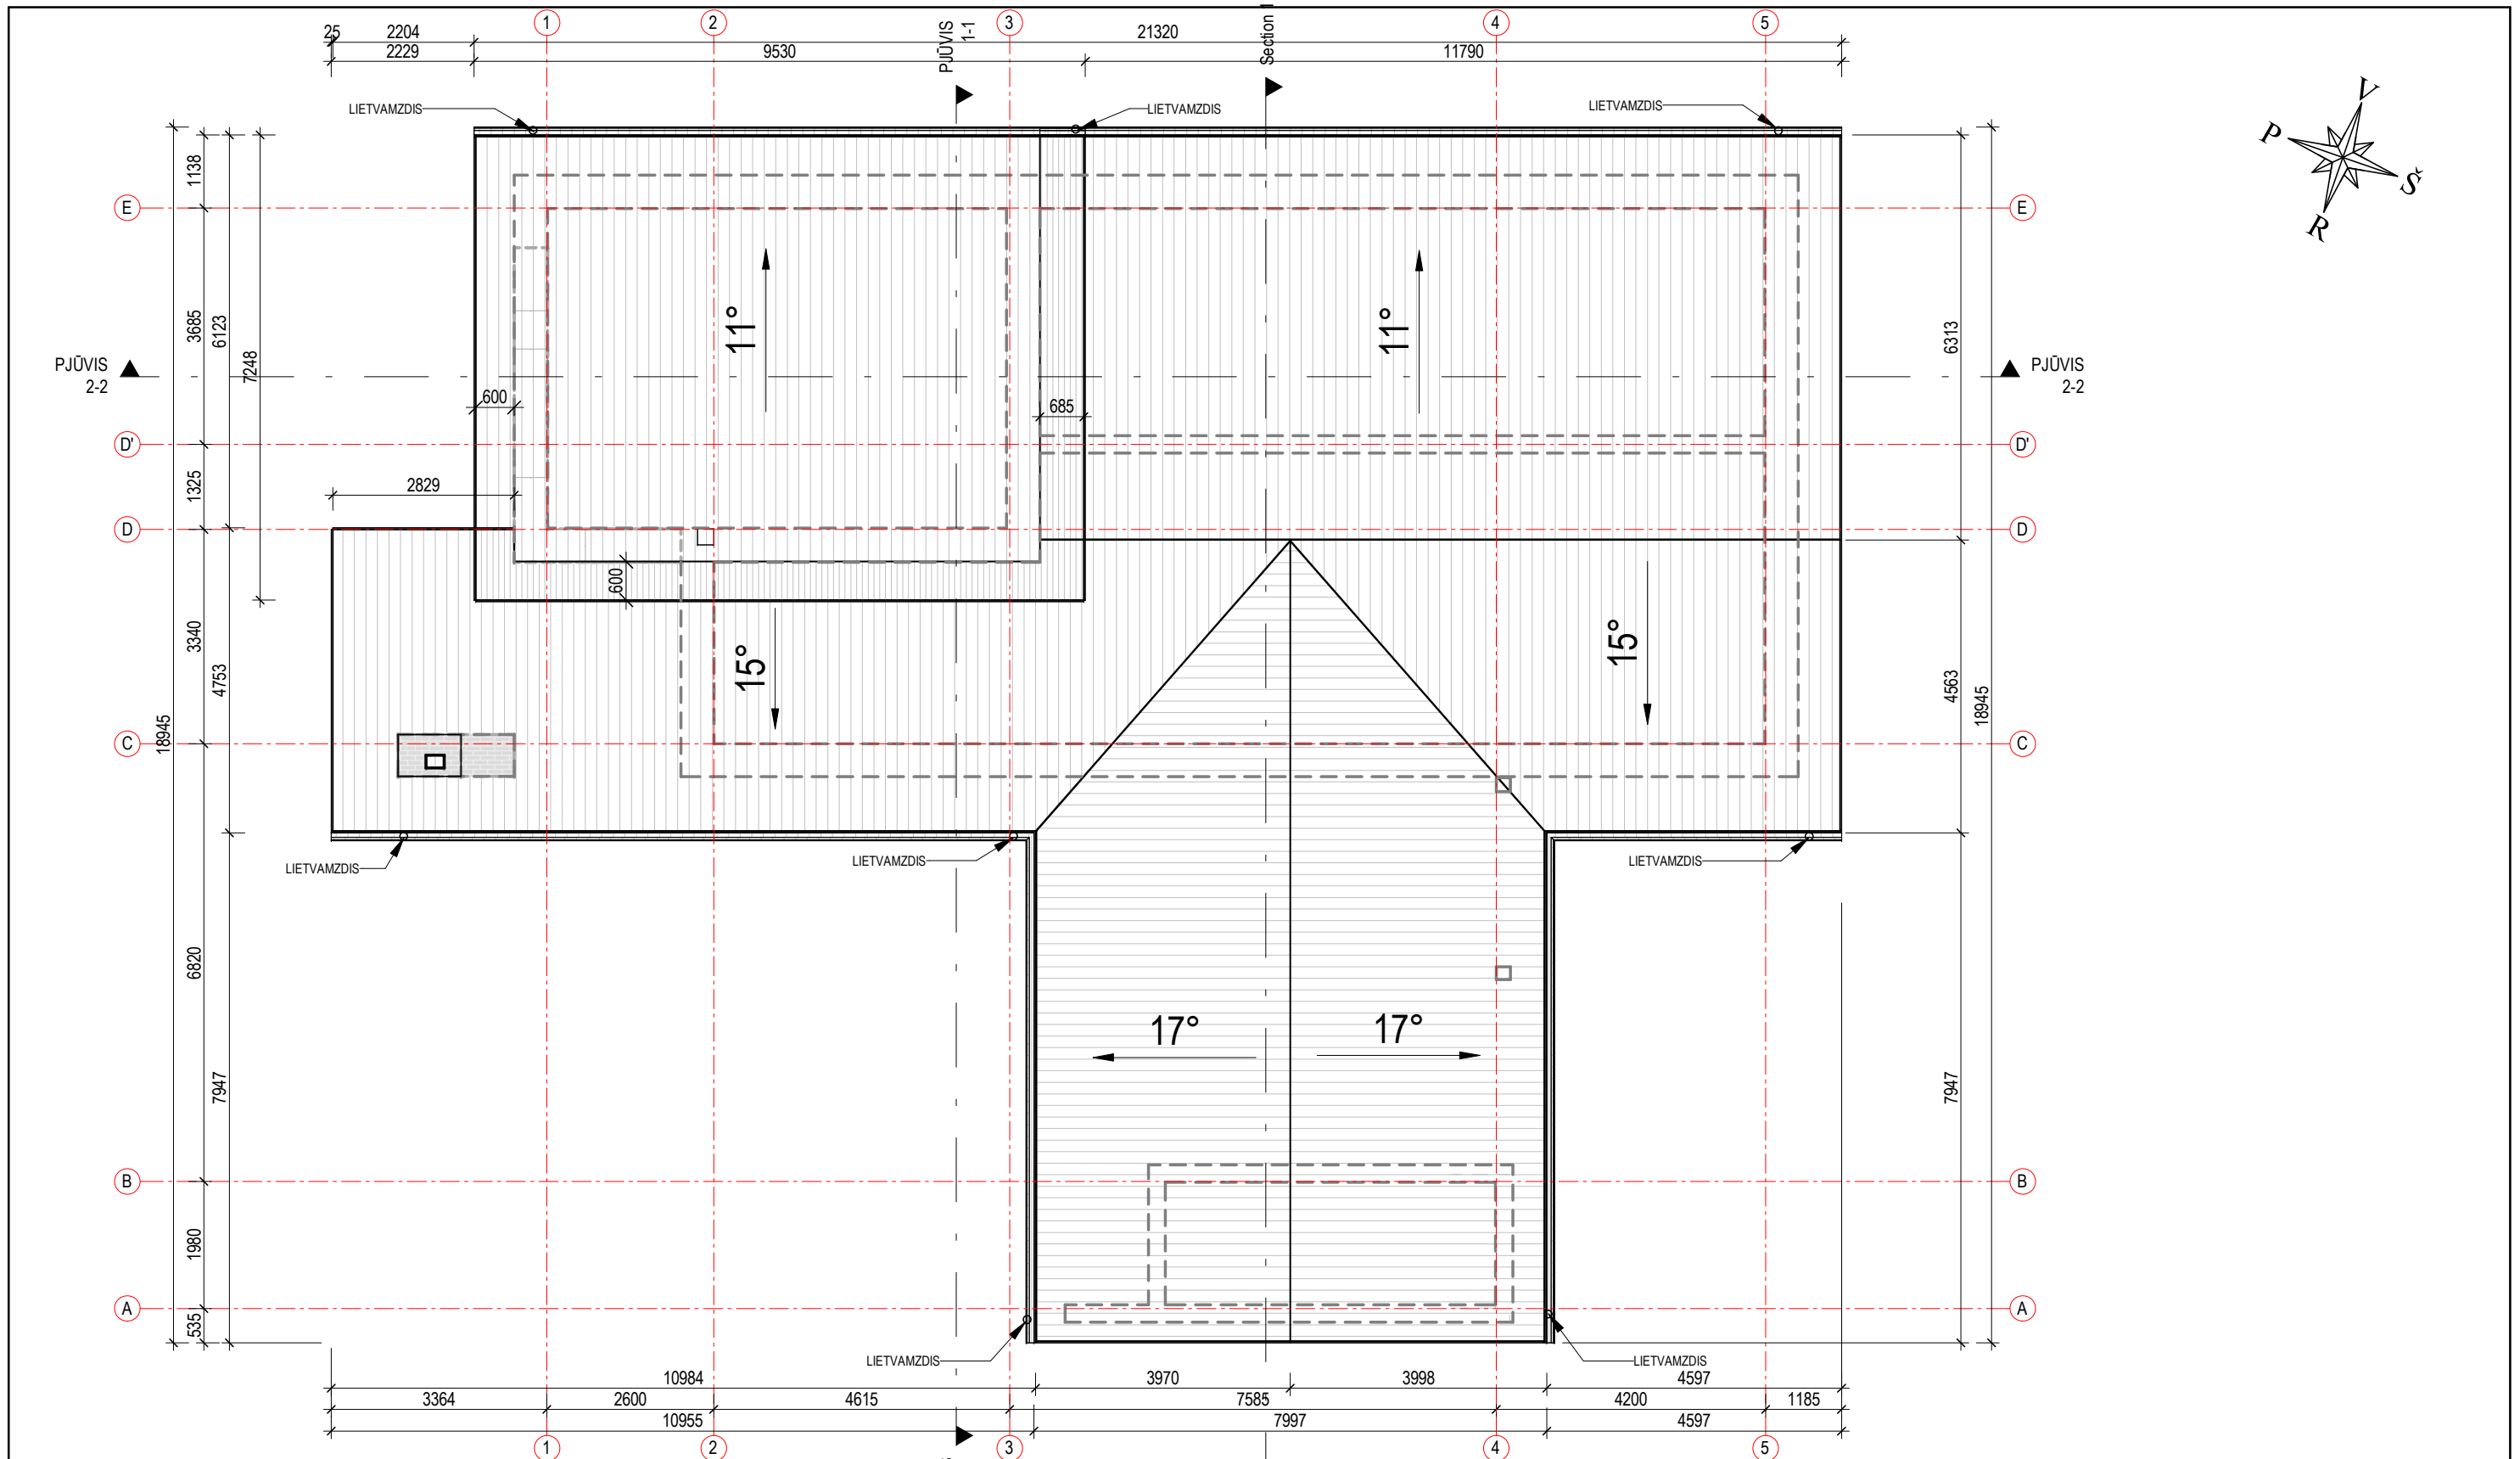 1
2
3
4
5
25
2204
21320
2229
9530
11790
PJŪVIS
1-1
Section
LIETVAMZDIS
LIETVAMZDIS
LIETVAMZDIS
V
P
Š
R
1138
E
E
11°
11°
3685
6123
7248
6313
PJŪVIS
2-2
PJŪVIS
2-2
600
685
D'
D'
2829
1325
D
D
600
3340
4753
15°
15°
4563
18945
18945
C
C
LIETVAMZDIS
LIETVAMZDIS
LIETVAMZDIS
6820
17°
17°
7947
7947
B
B
1980
A
A
535
LIETVAMZDIS
LIETVAMZDIS
10984
3970
3998
4597
3364
2600
4615
7585
4200
1185
10955
7997
4597
1
2
3
4
5